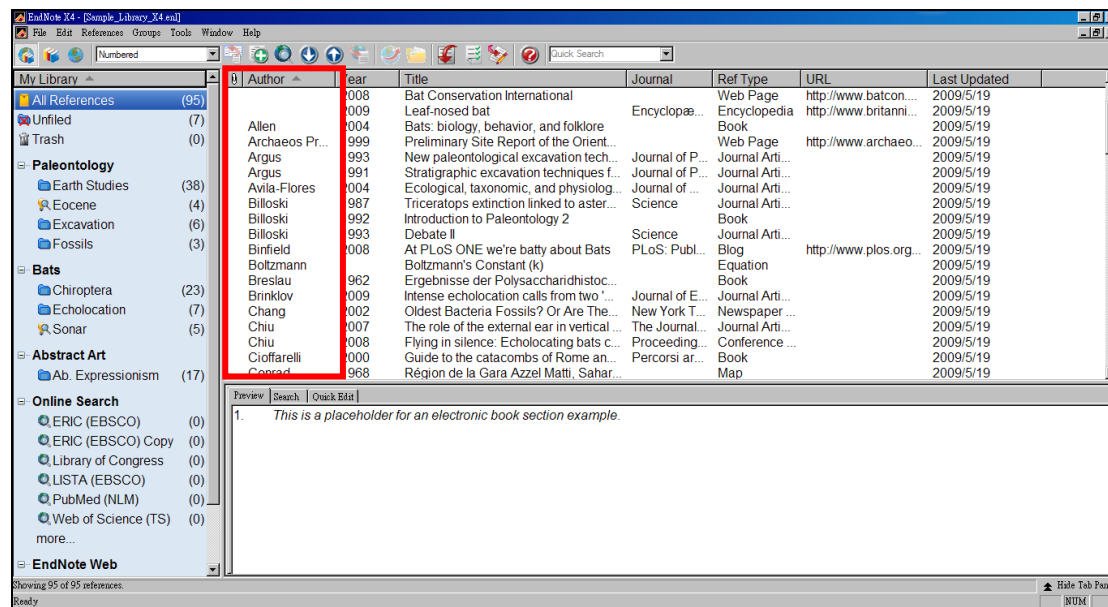 EndNote X4 - [Sample_Library_X4.enl]
File Edit References Groups Tools Window Help
Numbered
Quick Search
My Library
All References (95)
Unfiled (7)
Trash (0)
Paleontology
Earth Studies (38)
Eocene (4)
Excavation (6)
Fossils (3)
Bats
Chiroptera (23)
Echolocation (7)
Sonar (5)
Abstract Art
Ab. Expressionism (17)
Online Search
ERIC (EBSCO) (0)
ERIC (EBSCO) Copy (0)
Library of Congress (0)
LISTA (EBSCO) (0)
PubMed (NLM) (0)
Web of Science (TS) (0)
more...
EndNote Web
Author Year Title Journal Ref Type URL Last Updated
2008 Bat Conservation International Web Page http://www.batcon.... 2009/5/19
2009 Leaf-nosed bat Encyclopæ... Encyclopedia http://www.britanni... 2009/5/19
Allen 2004 Bats: biology, behavior, and folklore Book 2009/5/19
Archaeos Pr... 1999 Preliminary Site Report of the Orient... Web Page http://www.archaeo... 2009/5/19
Argus 1993 New paleontological excavation tech... Journal of P... Journal Arti... 2009/5/19
Argus 1991 Stratigraphic excavation techniques f... Journal of P... Journal Arti... 2009/5/19
Avila-Flores 2004 Ecological, taxonomic, and physiolog... Journal of ... Journal Arti... 2009/5/19
Billoski 1987 Triceratops extinction linked to aster... Science Journal Arti... 2009/5/19
Billoski 1992 Introduction to Paleontology 2 Book 2009/5/19
Billoski 1993 Debate II Science Journal Arti... 2009/5/19
Binfield 2008 At PLoS ONE we're batty about Bats PLoS: Publ... Blog http://www.plos.org... 2009/5/19
Boltzmann Boltzmann's Constant (k) Equation 2009/5/19
Breslau 1962 Ergebnisse der Polysaccharidhistoc... Book 2009/5/19
Brinklov 2009 Intense echolocation calls from two '... Journal of E... Journal Arti... 2009/5/19
Chang 2002 Oldest Bacteria Fossils? Or Are The... New York T... Newspaper ... 2009/5/19
Chiu 2007 The role of the external ear in vertical ... The Journal... Journal Arti... 2009/5/19
Chiu 2008 Flying in silence: Echolocating bats c... Proceeding... Conference ... 2009/5/19
Cioffarelli 2000 Guide to the catacombs of Rome an... Percorsi ar... Book 2009/5/19
Conrad 1968 Région de la Gara Azzel Matti, Sahar... Map 2009/5/19
Preview Search Quick Edit
1. This is a placeholder for an electronic book section example.
Showing 95 of 95 references.
Hide Tab Pan
Ready
NUM